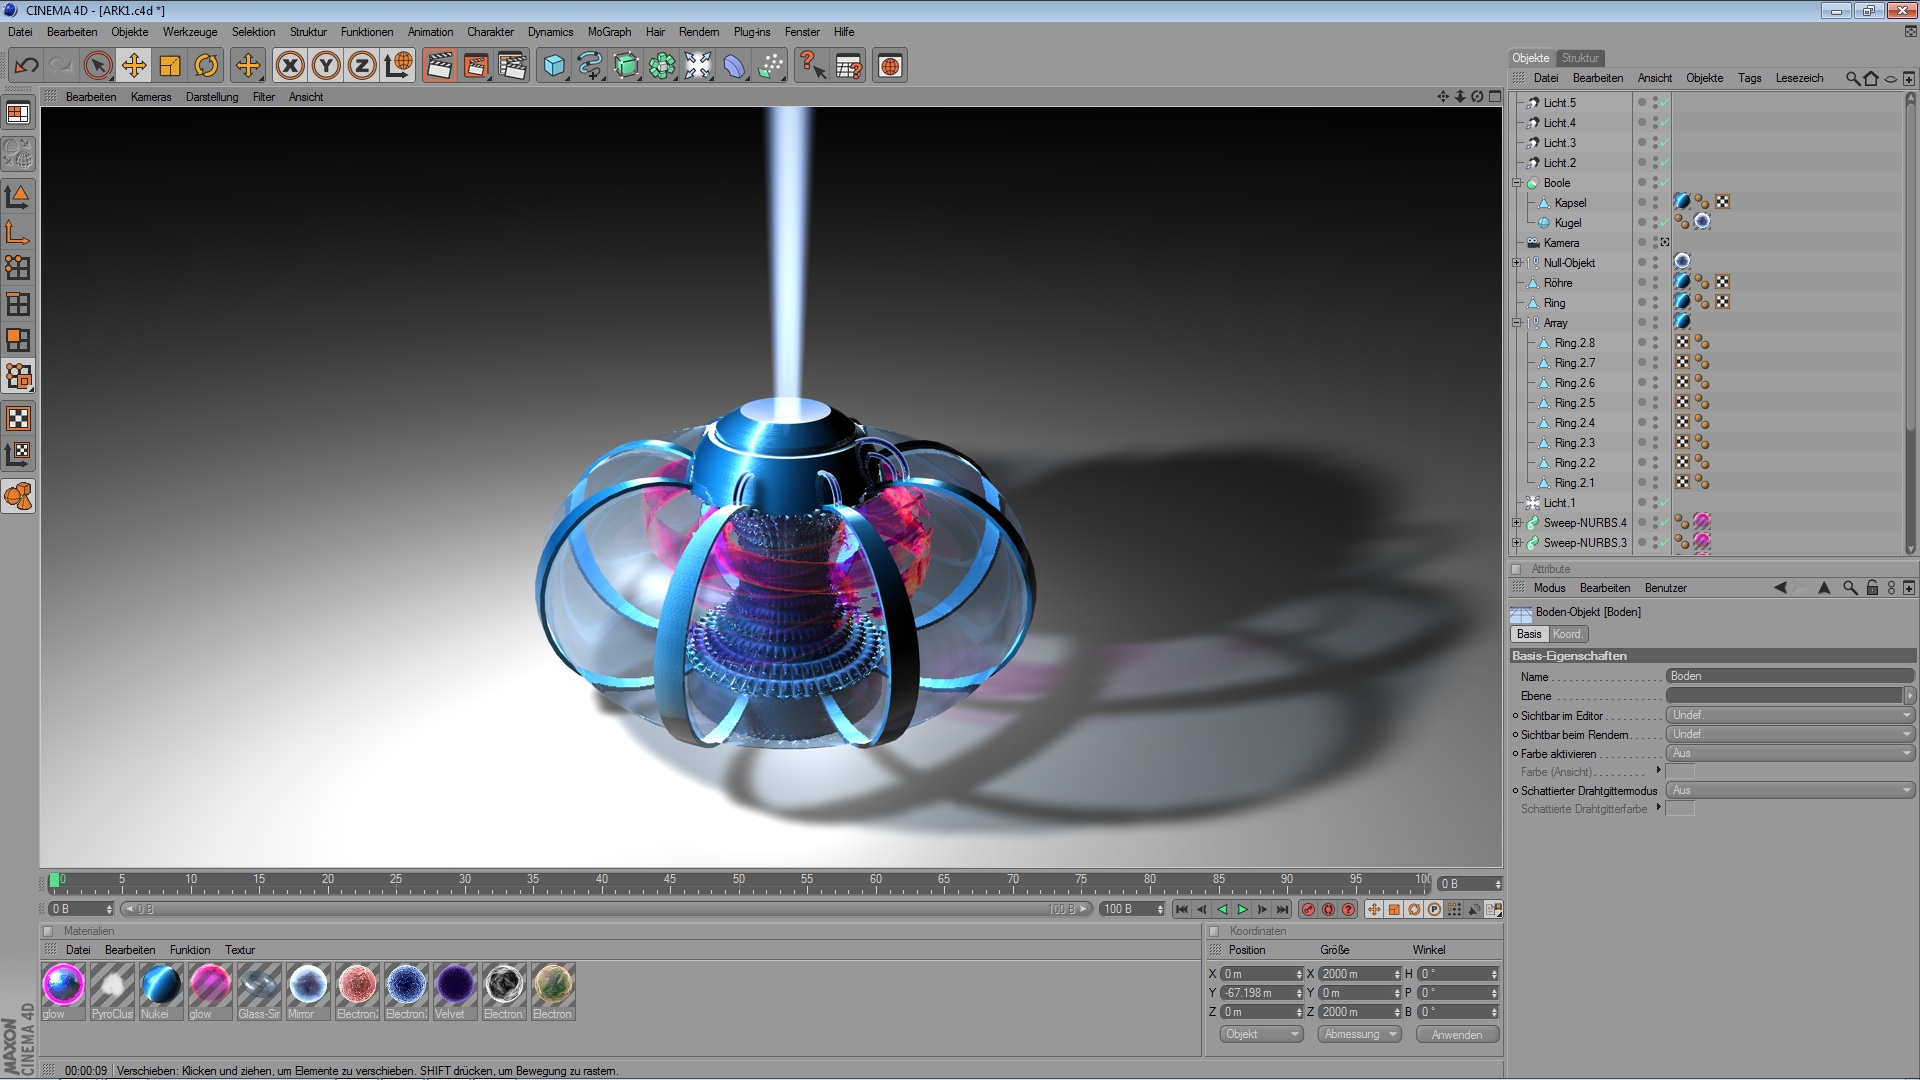 CINEMA 4D - [ARK1.c4d *]
Datei Bearbeiten Objekte Werkzeuge Selektion Struktur Funktionen Animation Charakter Dynamics MoGraph Hair Rendern Plug-ins Fenster Hilfe
Bearbeiten Kameras Darstellung Filter Ansicht
Objekte Struktur
Datei Bearbeiten Ansicht Objekte Tags Lesezeich
Licht.5
Licht.4
Licht.3
Licht.2
Boole
Kapsel
Kugel
Kamera
Null-Objekt
Röhre
Ring
Array
Ring.2.8
Ring.2.7
Ring.2.6
Ring.2.5
Ring.2.4
Ring.2.3
Ring.2.2
Ring.2.1
Licht.1
Sweep-NURBS.4
Sweep-NURBS.3
Attribute
Modus Bearbeiten Benutzer
Boden-Objekt [Boden]
Basis Koord.
Basis-Eigenschaften
Name Boden
Ebene
Sichtbar im Editor Undef.
Sichtbar beim Rendern Undef.
Farbe aktivieren Aus
Farbe (Ansicht)
Schattierter Drahtgittermodus Aus
Schattierte Drahtgitterfarbe
0 5 10 15 20 25 30 35 40 45 50 55 60 65 70 75 80 85 90 95 100 0 B
0 B 0 B 100 B 100 B
Materialien
Datei Bearbeiten Funktion Textur
glow PyroClus Nukei glow Glass-Sir Mirror Electron Electron Velvet Electron Electron
Koordinaten
Position Größe Winkel
X 0 m X 2000 m H 0 °
Y -67.198 m Y 0 m P 0 °
Z 0 m Z 2000 m B 0 °
Objekt Abmessung Anwenden
MAXON
CINEMA 4D
00:00:09 Verschieben: Klicken und ziehen, um Elemente zu verschieben. SHIFT drücken, um Bewegung zu rastern.